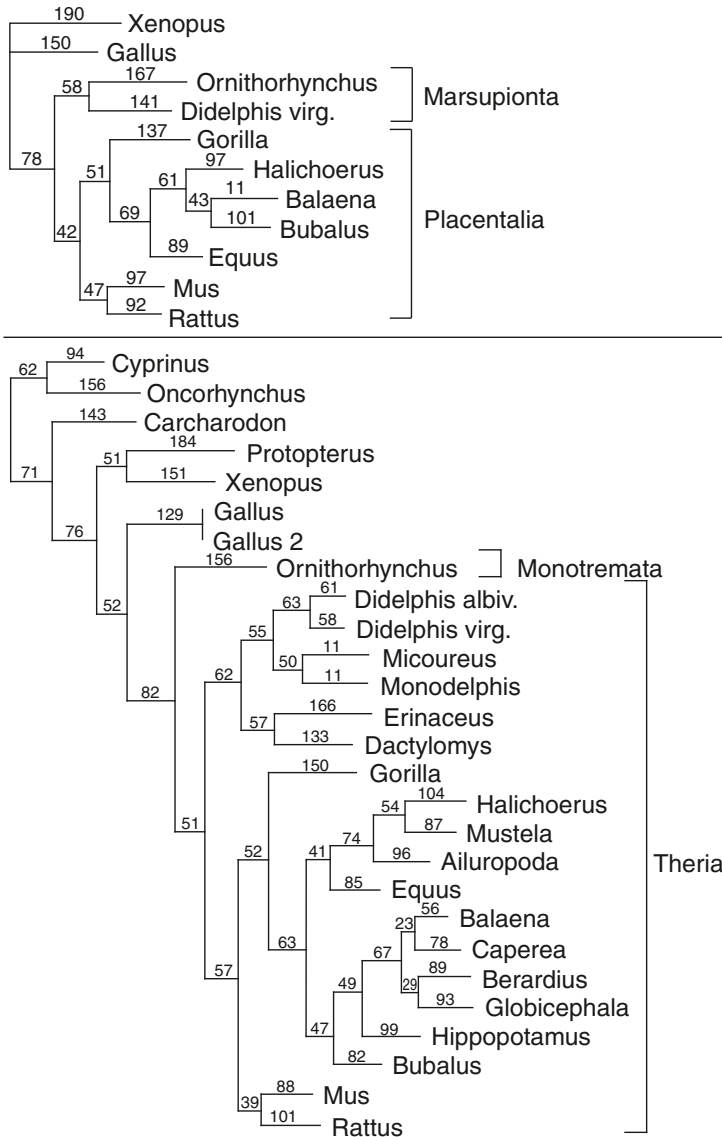 190
Xenopus
150
Gallus
167
Ornithorhynchus
58
141
Didelphis virg.
Marsupionta
137
Gorilla
78
51
97
Halichoerus
61
11
Balaena
43
69
101
Bubalus
Placentalia
42
89
Equus
97
Mus
47
92
Rattus
94
Cyprinus
62
156
Oncorhynchus
143
Carcharodon
184
Protopterus
51
71
151
Xenopus
129
Gallus
76
Gallus 2
156
Ornithorhynchus
Monotremata
61
Didelphis albiv.
63
52
58
Didelphis virg.
55
11
Micoureus
50
62
11
Monodelphis
82
166
Erinaceus
57
133
Dactylomys
150
Gorilla
104
Halichoerus
54
51
87
Mustela
74
52
41
96
Ailuropoda
Theria
85
Equus
56
Balaena
23
63
78
Caperea
67
57
89
Berardius
29
49
93
Globicephala
47
99
Hippopotamus
82
Bubalus
88
Mus
39
101
Rattus